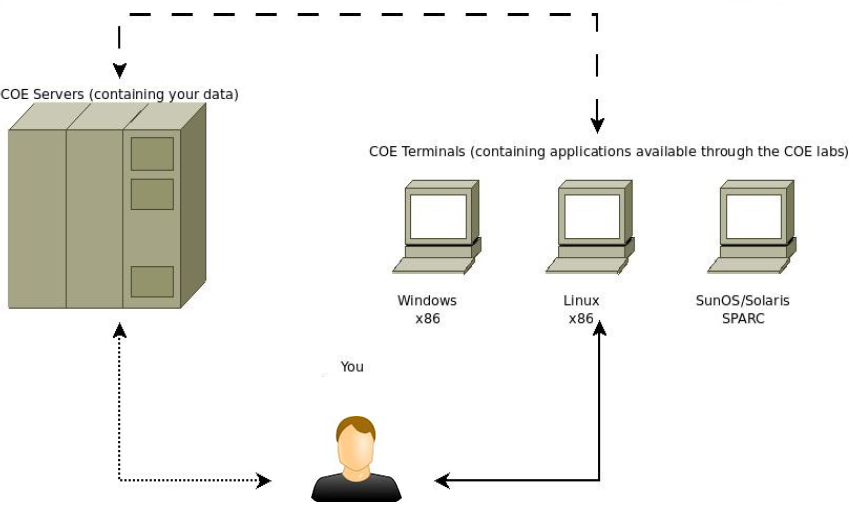 COE Servers (containing your data)
COE Terminals (containing applications available through the COE labs)
Windows
x86
Linux
x86
SunOS/Solaris
SPARC
You